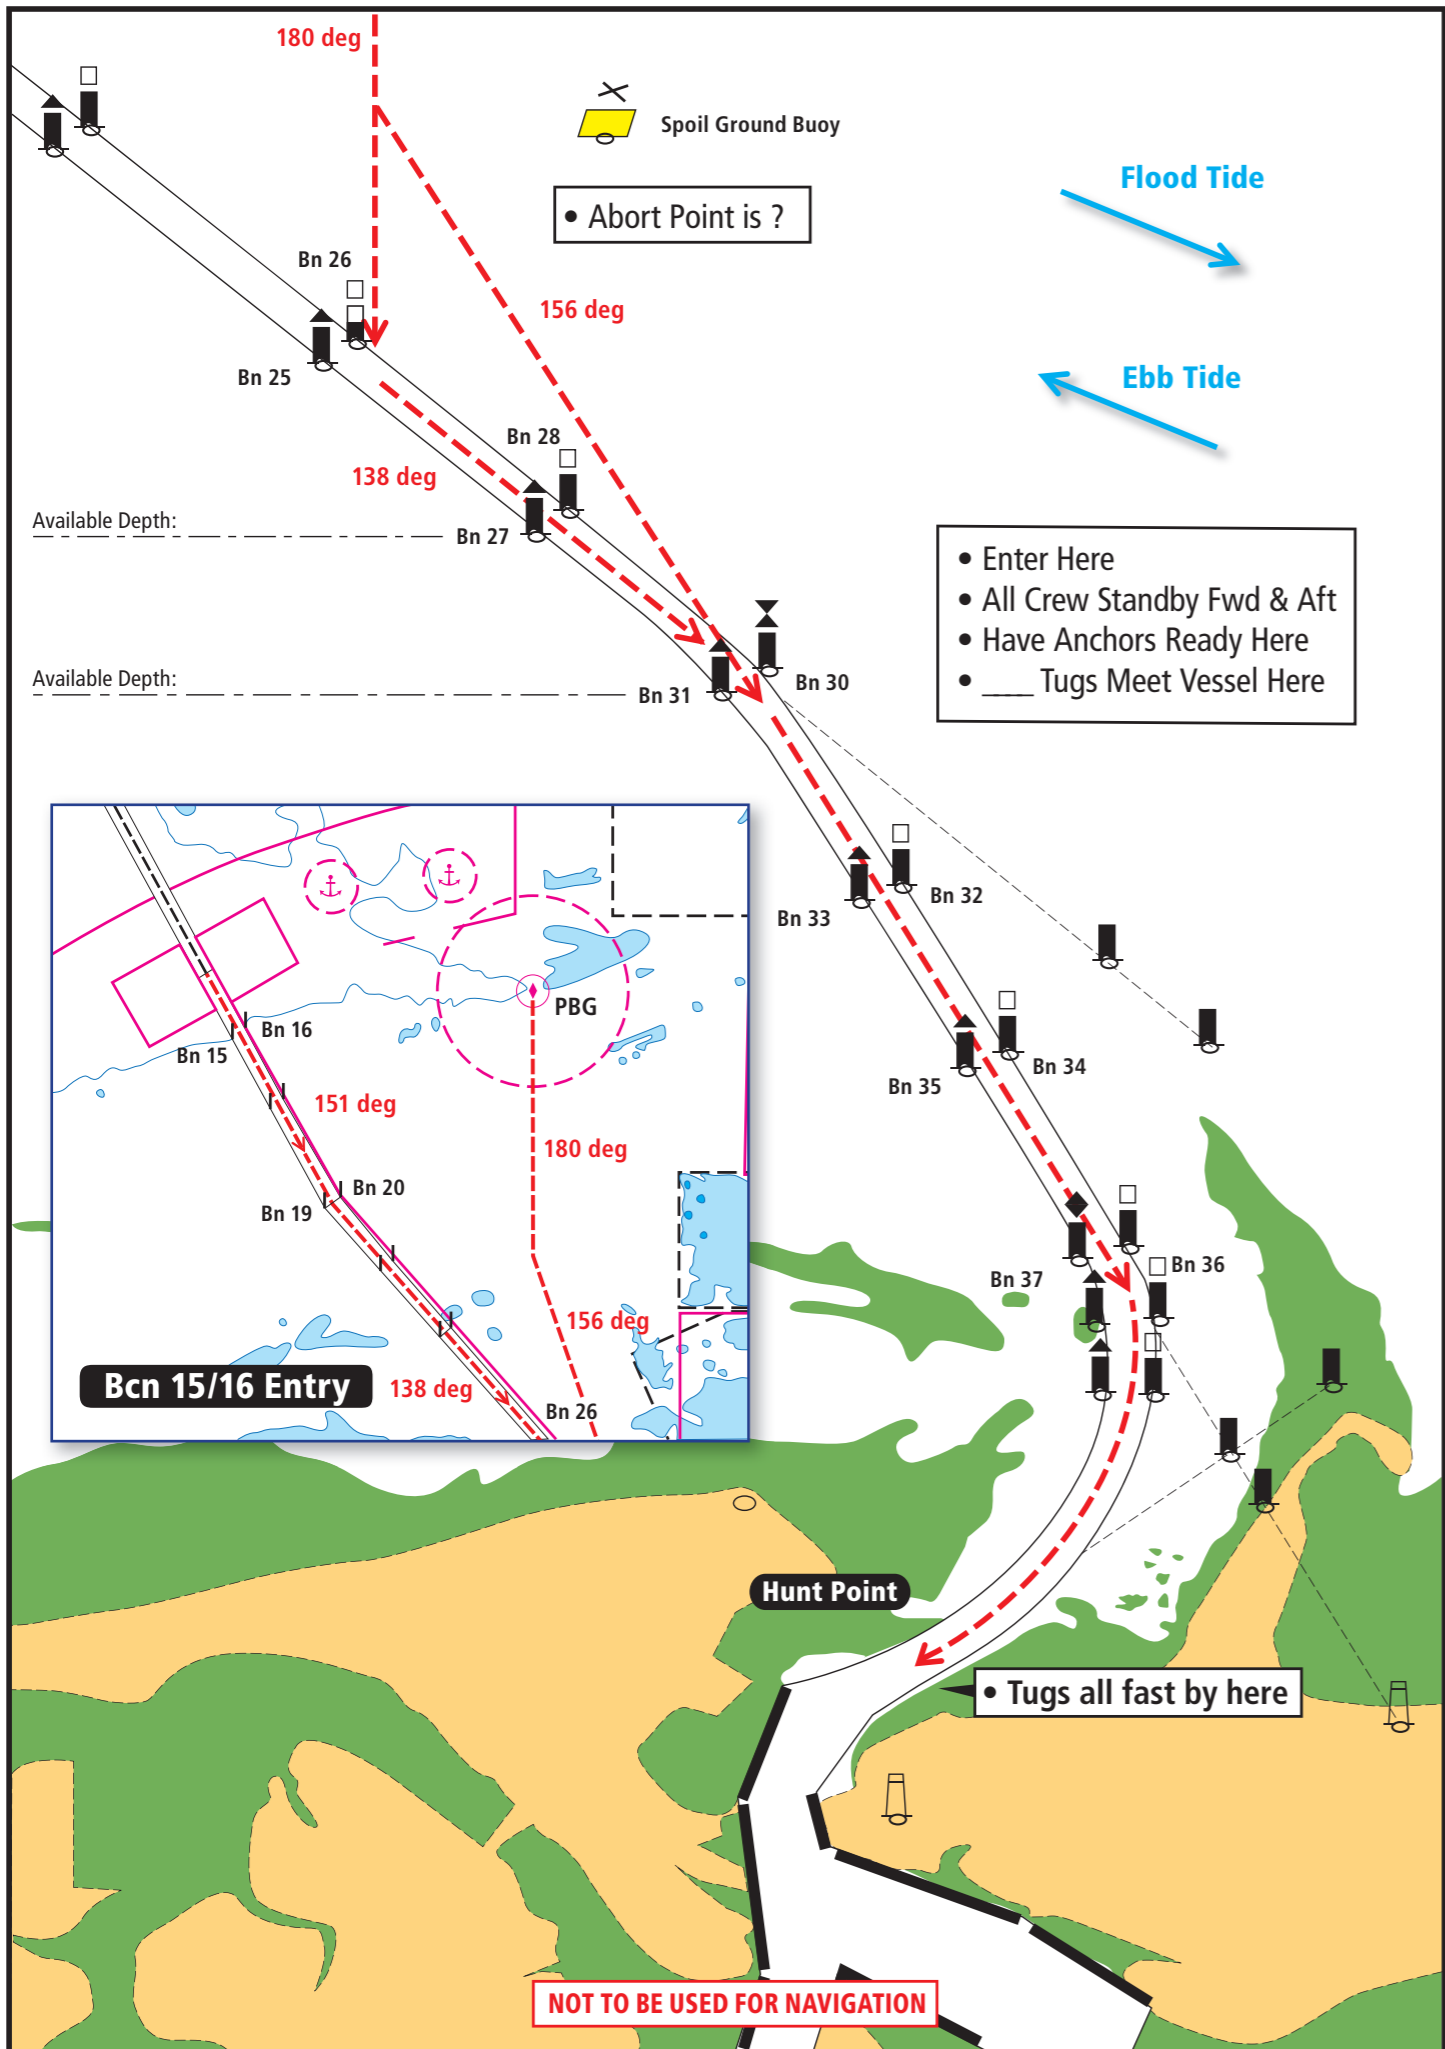 180 deg
Spoil Ground Buoy
Flood Tide
• Abort Point is ?
Bn 26
156 deg
Bn 25
Ebb Tide
Bn 28
138 deg
Available Depth:
Bn 27
• Enter Here
• All Crew Standby Fwd & Aft
• Have Anchors Ready Here
• ____ Tugs Meet Vessel Here
Available Depth:
Bn 31
Bn 30
Bn 32
Bn 33
Bn 34
Bn 35
Bn 36
Bn 37
PBG
Bn 16
Bn 15
151 deg
180 deg
Bn 20
Bn 19
156 deg
Bcn 15/16 Entry
138 deg
Bn 26
Hunt Point
• Tugs all fast by here
NOT TO BE USED FOR NAVIGATION